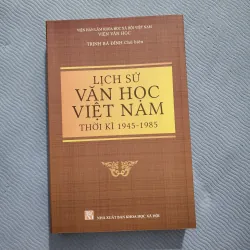 VIỆN HÀN LÂM KHOA HỌC XÃ HỘI VIỆT NAM
VIỆN VĂN HỌC
TRỊNH BÁ ĐĨNH (Chủ biên)
LỊCH SỬ
VĂN HỌC
VIỆT NAM
THỜI KÌ 1945-1985
NHÀ XUẤT BẢN KHOA HỌC XÃ HỘI